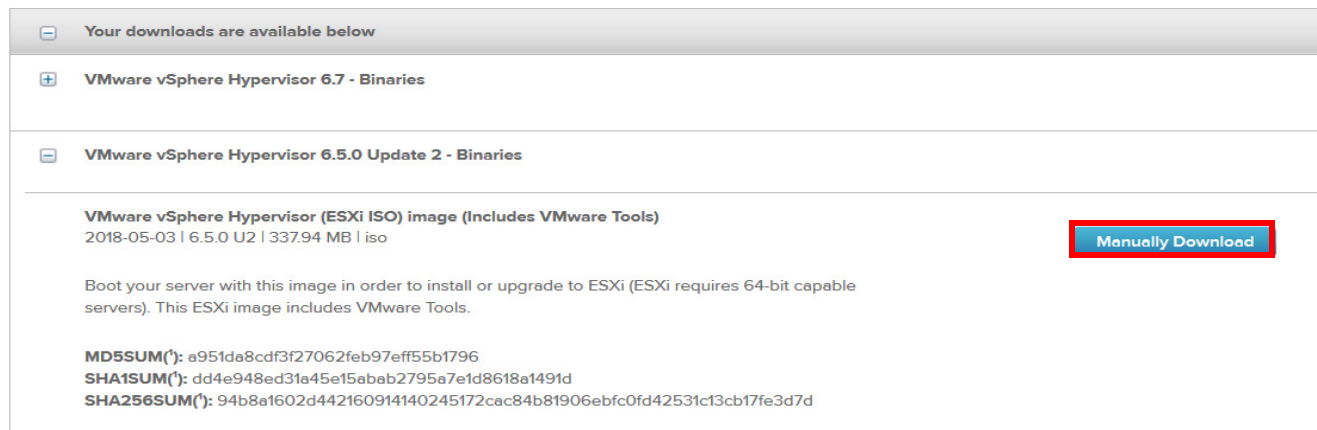 Your downloads are available below
VMware vSphere Hypervisor 6.7 - Binaries
VMware vSphere Hypervisor 6.5.0 Update 2 - Binaries
VMware vSphere Hypervisor (ESXi ISO) image (Includes VMware Tools)
2018-05-03 | 6.5.0 U2 | 337.94 MB | iso
Manually Download
Boot your server with this image in order to install or upgrade to ESXi (ESXi requires 64-bit capable
servers). This ESXi image includes VMware Tools.
MD5SUM(¹): a951da8cdf3f27062feb97eff55b1796
SHA1SUM(¹): dd4e948ed31a45e15abab2795a7e1d8618a1491d
SHA256SUM(¹): 94b8a1602d442160914140245172cac84b81906ebfc0fd42531c13cb17fe3d7d